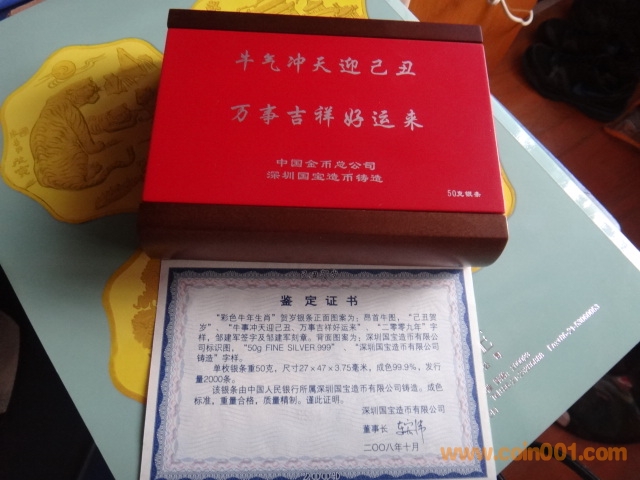 牛气冲天迎己丑
万事吉祥好运来
中国金币总公司
深圳国宝造币铸造
50克银条
鉴定证书
“彩色牛年生肖”贺岁银条正面图案为：昂首牛图，“己丑贺
岁”、“牛事冲天迎己丑、万事吉祥好运来”、“二零零九年”字
样，邹建军签字及邹建军刻章。背面图案为：深圳国宝造币有限公
司标识图，“50g FINE SILVER 999”、“深圳国宝造币有限公司
铸造”字样。
单枚银条重50克，尺寸27×47×3.75毫米，成色99.9%，发行
量2000条。
该银条由中国人民银行所属深圳国宝造币有限公司铸造。成色
标准，重量合格，质量精制。谨此证明。
深圳国宝造币有限公司
董事长
二〇〇八年十月
www.coin001.com